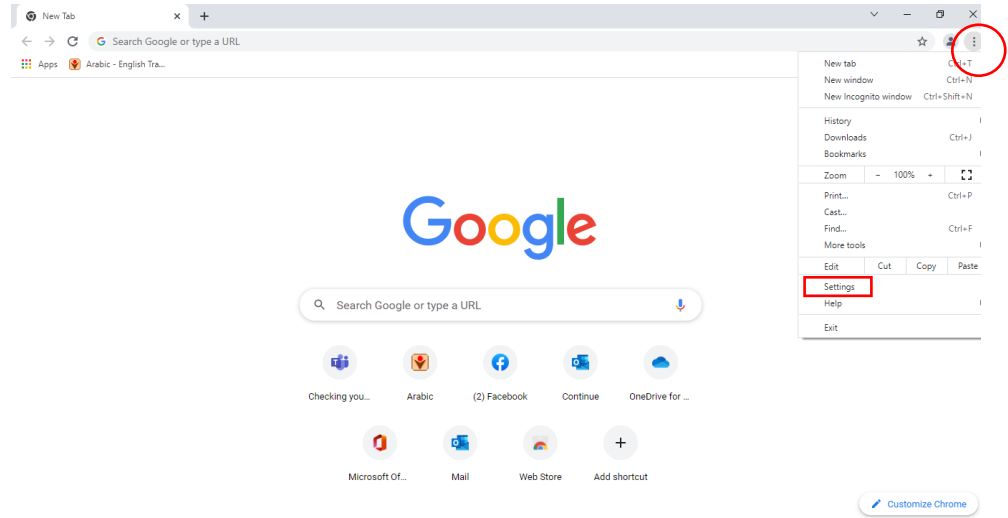 New Tab
Search Google or type a URL
Apps Arabic - English Tra...
New tab Ctrl+T
New window Ctrl+N
New Incognito window Ctrl+Shift+N
History
Downloads Ctrl+J
Bookmarks
Zoom - 100% +
Print... Ctrl+P
Cast...
Find... Ctrl+F
More tools
Edit Cut Copy Paste
Settings
Help
Exit
Google
Search Google or type a URL
Checking you... Arabic (2) Facebook Continue OneDrive for ...
Microsoft Of... Mail Web Store Add shortcut
Customize Chrome